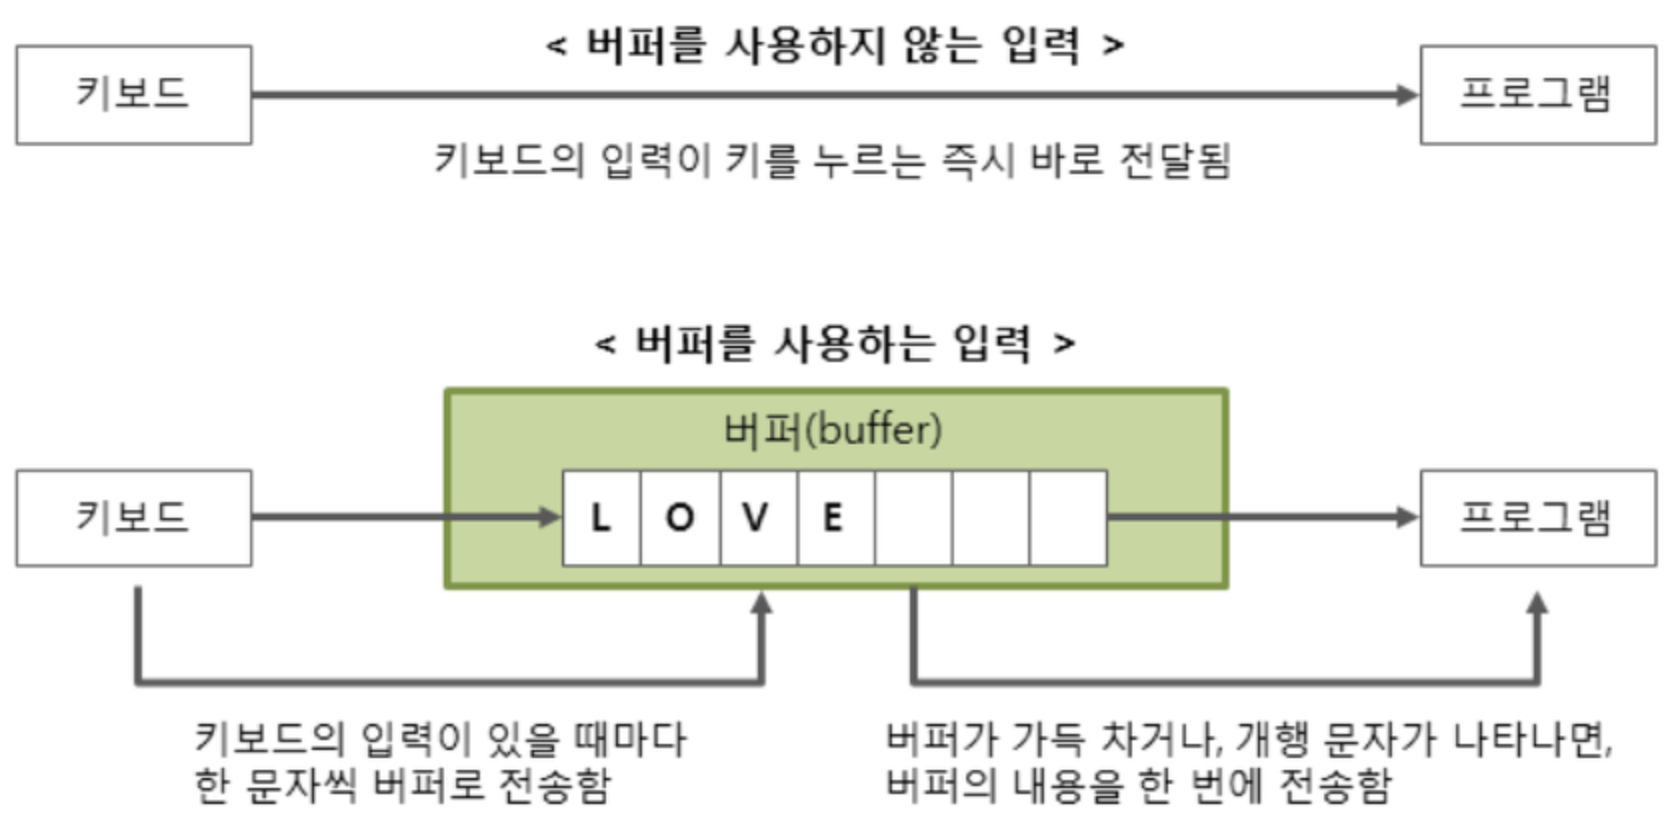 < 버퍼를 사용하지 않는 입력 >
키보드
프로그램
키보드의 입력이 키를 누르는 즉시 바로 전달됨
< 버퍼를 사용하는 입력 >
버퍼(buffer)
키보드
L O V E
프로그램
키보드의 입력이 있을 때마다
한 문자씩 버퍼로 전송함
버퍼가 가득 차거나, 개행 문자가 나타나면,
버퍼의 내용을 한 번에 전송함